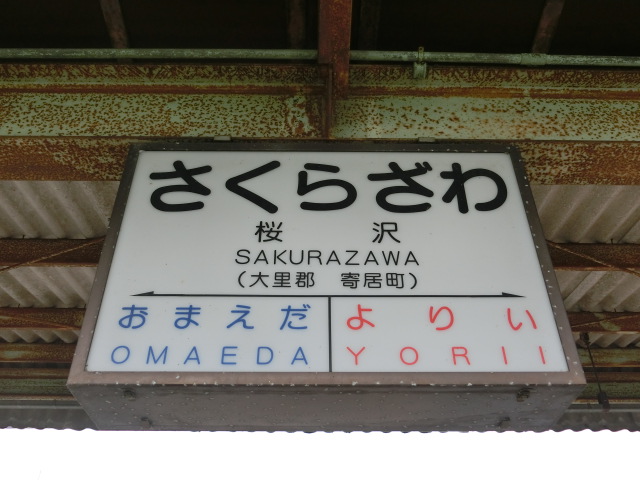 さくらざわ
桜沢
SAKURAZAWA
(大里郡 寄居町)
おまえだ よりい
OMAEDA YORII